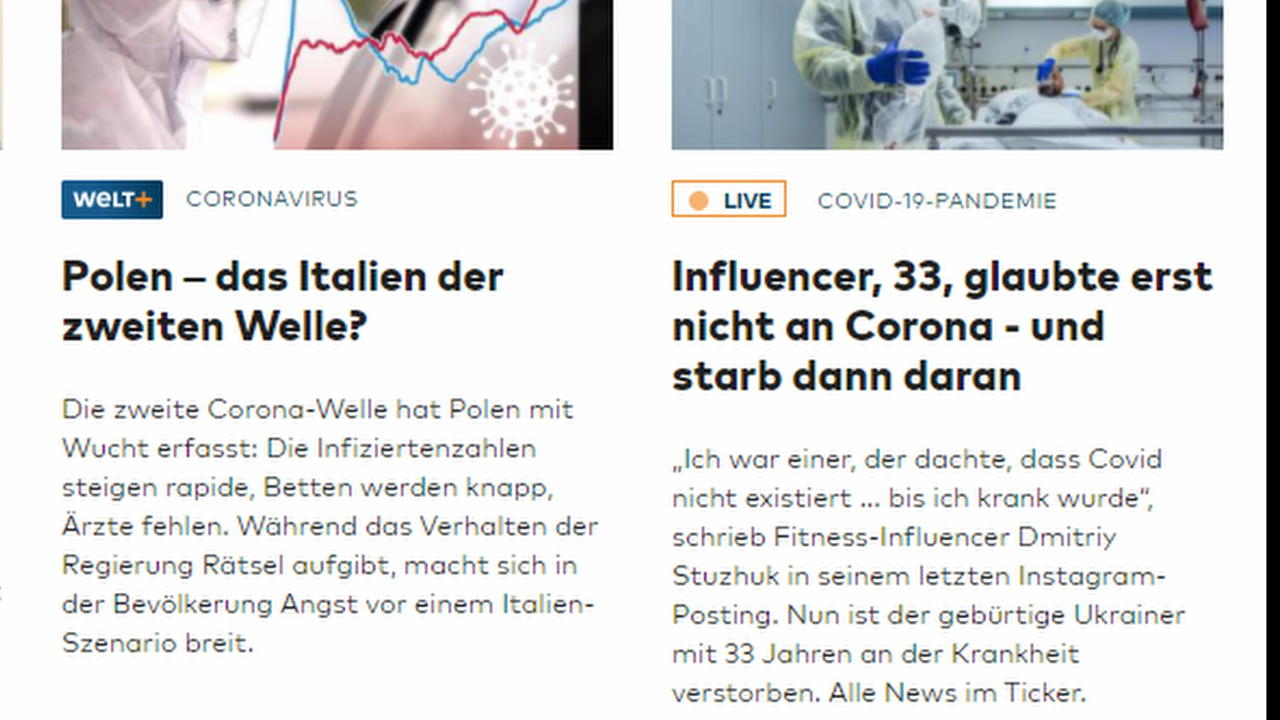 WELT+ CORONAVIRUS
Polen – das Italien der
zweiten Welle?
Die zweite Corona-Welle hat Polen mit
Wucht erfasst: Die Infiziertenzahlen
steigen rapide, Betten werden knapp,
Ärzte fehlen. Während das Verhalten der
Regierung Rätsel aufgibt, macht sich in
der Bevölkerung Angst vor einem Italien-
Szenario breit.
LIVE COVID-19-PANDEMIE
Influencer, 33, glaubte erst
nicht an Corona - und
starb dann daran
„Ich war einer, der dachte, dass Covid
nicht existiert ... bis ich krank wurde“,
schrieb Fitness-Influencer Dmitriy
Stuzhuk in seinem letzten Instagram-
Posting. Nun ist der gebürtige Ukrainer
mit 33 Jahren an der Krankheit
verstorben. Alle News im Ticker.